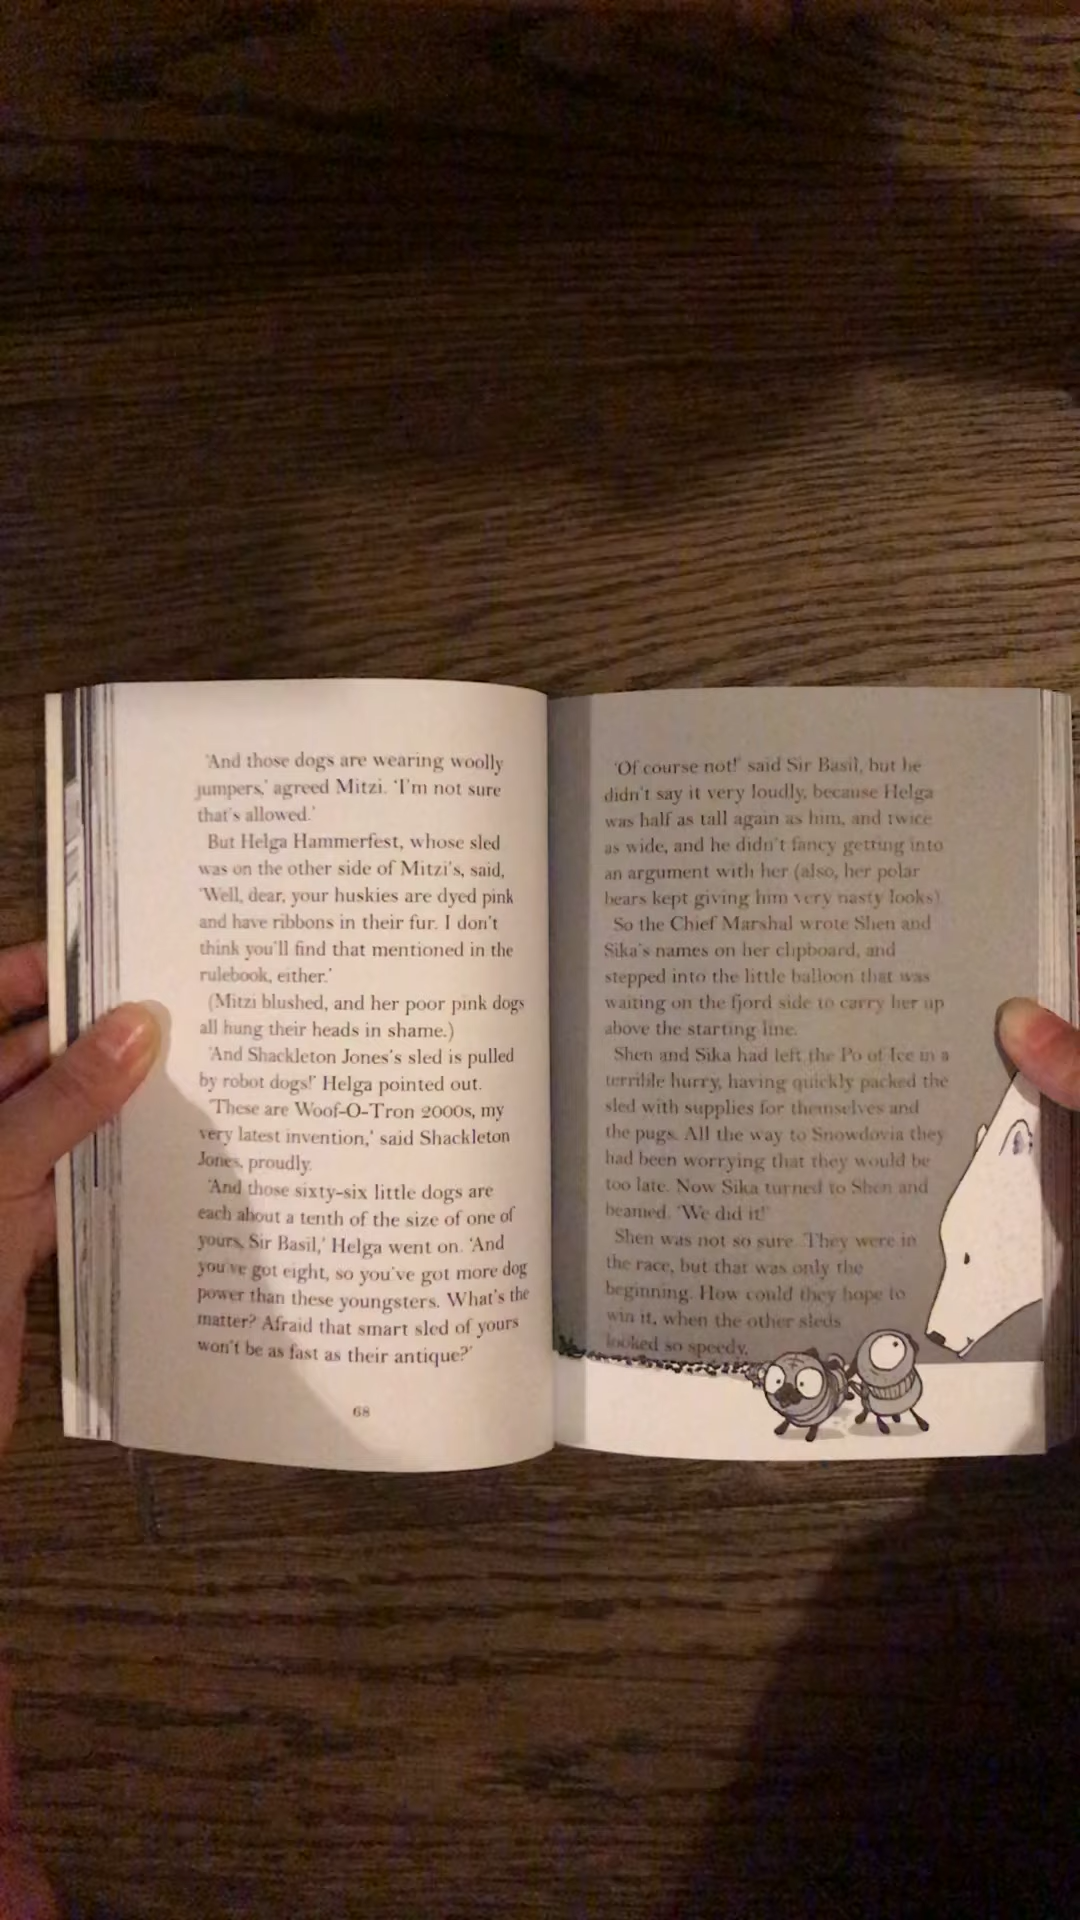 'And those dogs are wearing woolly
jumpers,' agreed Mitzi. 'I'm not sure
that's allowed.'
But Helga Hammerfest, whose sled
was on the other side of Mitzi's, said,
'Well, dear, your huskies are dyed pink
and have ribbons in their fur. I don't
think you'll find that mentioned in the
rulebook, either.'
(Mitzi blushed, and her poor pink dogs
all hung their heads in shame.)
'And Shackleton Jones's sled is pulled
by robot dogs!' Helga pointed out.
'These are Woof-O-Tron 2000s, my
very latest invention,' said Shackleton
Jones, proudly.
'And those sixty-six little dogs are
each about a tenth of the size of one of
yours, Sir Basil,' Helga went on. 'And
you've got eight, so you've got more dog
power than these youngsters. What's the
matter? Afraid that smart sled of yours
won't be as fast as their antique?'
68
'Of course not!' said Sir Basil, but he
didn't say it very loudly, because Helga
was half as tall again as him, and twice
as wide, and he didn't fancy getting into
an argument with her (also, her polar
bears kept giving him very nasty looks).
So the Chief Marshal wrote Shen and
Sika's names on her clipboard, and
stepped into the little balloon that was
waiting on the fjord side to carry her up
above the starting line.
Shen and Sika had left the Po of Ice in a
terrible hurry, having quickly packed the
sled with supplies for themselves and
the pugs. All the way to Snowdovia they
had been worrying that they would be
too late. Now Sika turned to Shen and
beamed. 'We did it!'
Shen was not so sure. They were in
the race, but that was only the
beginning. How could they hope to
win it, when the other sleds
looked so speedy,